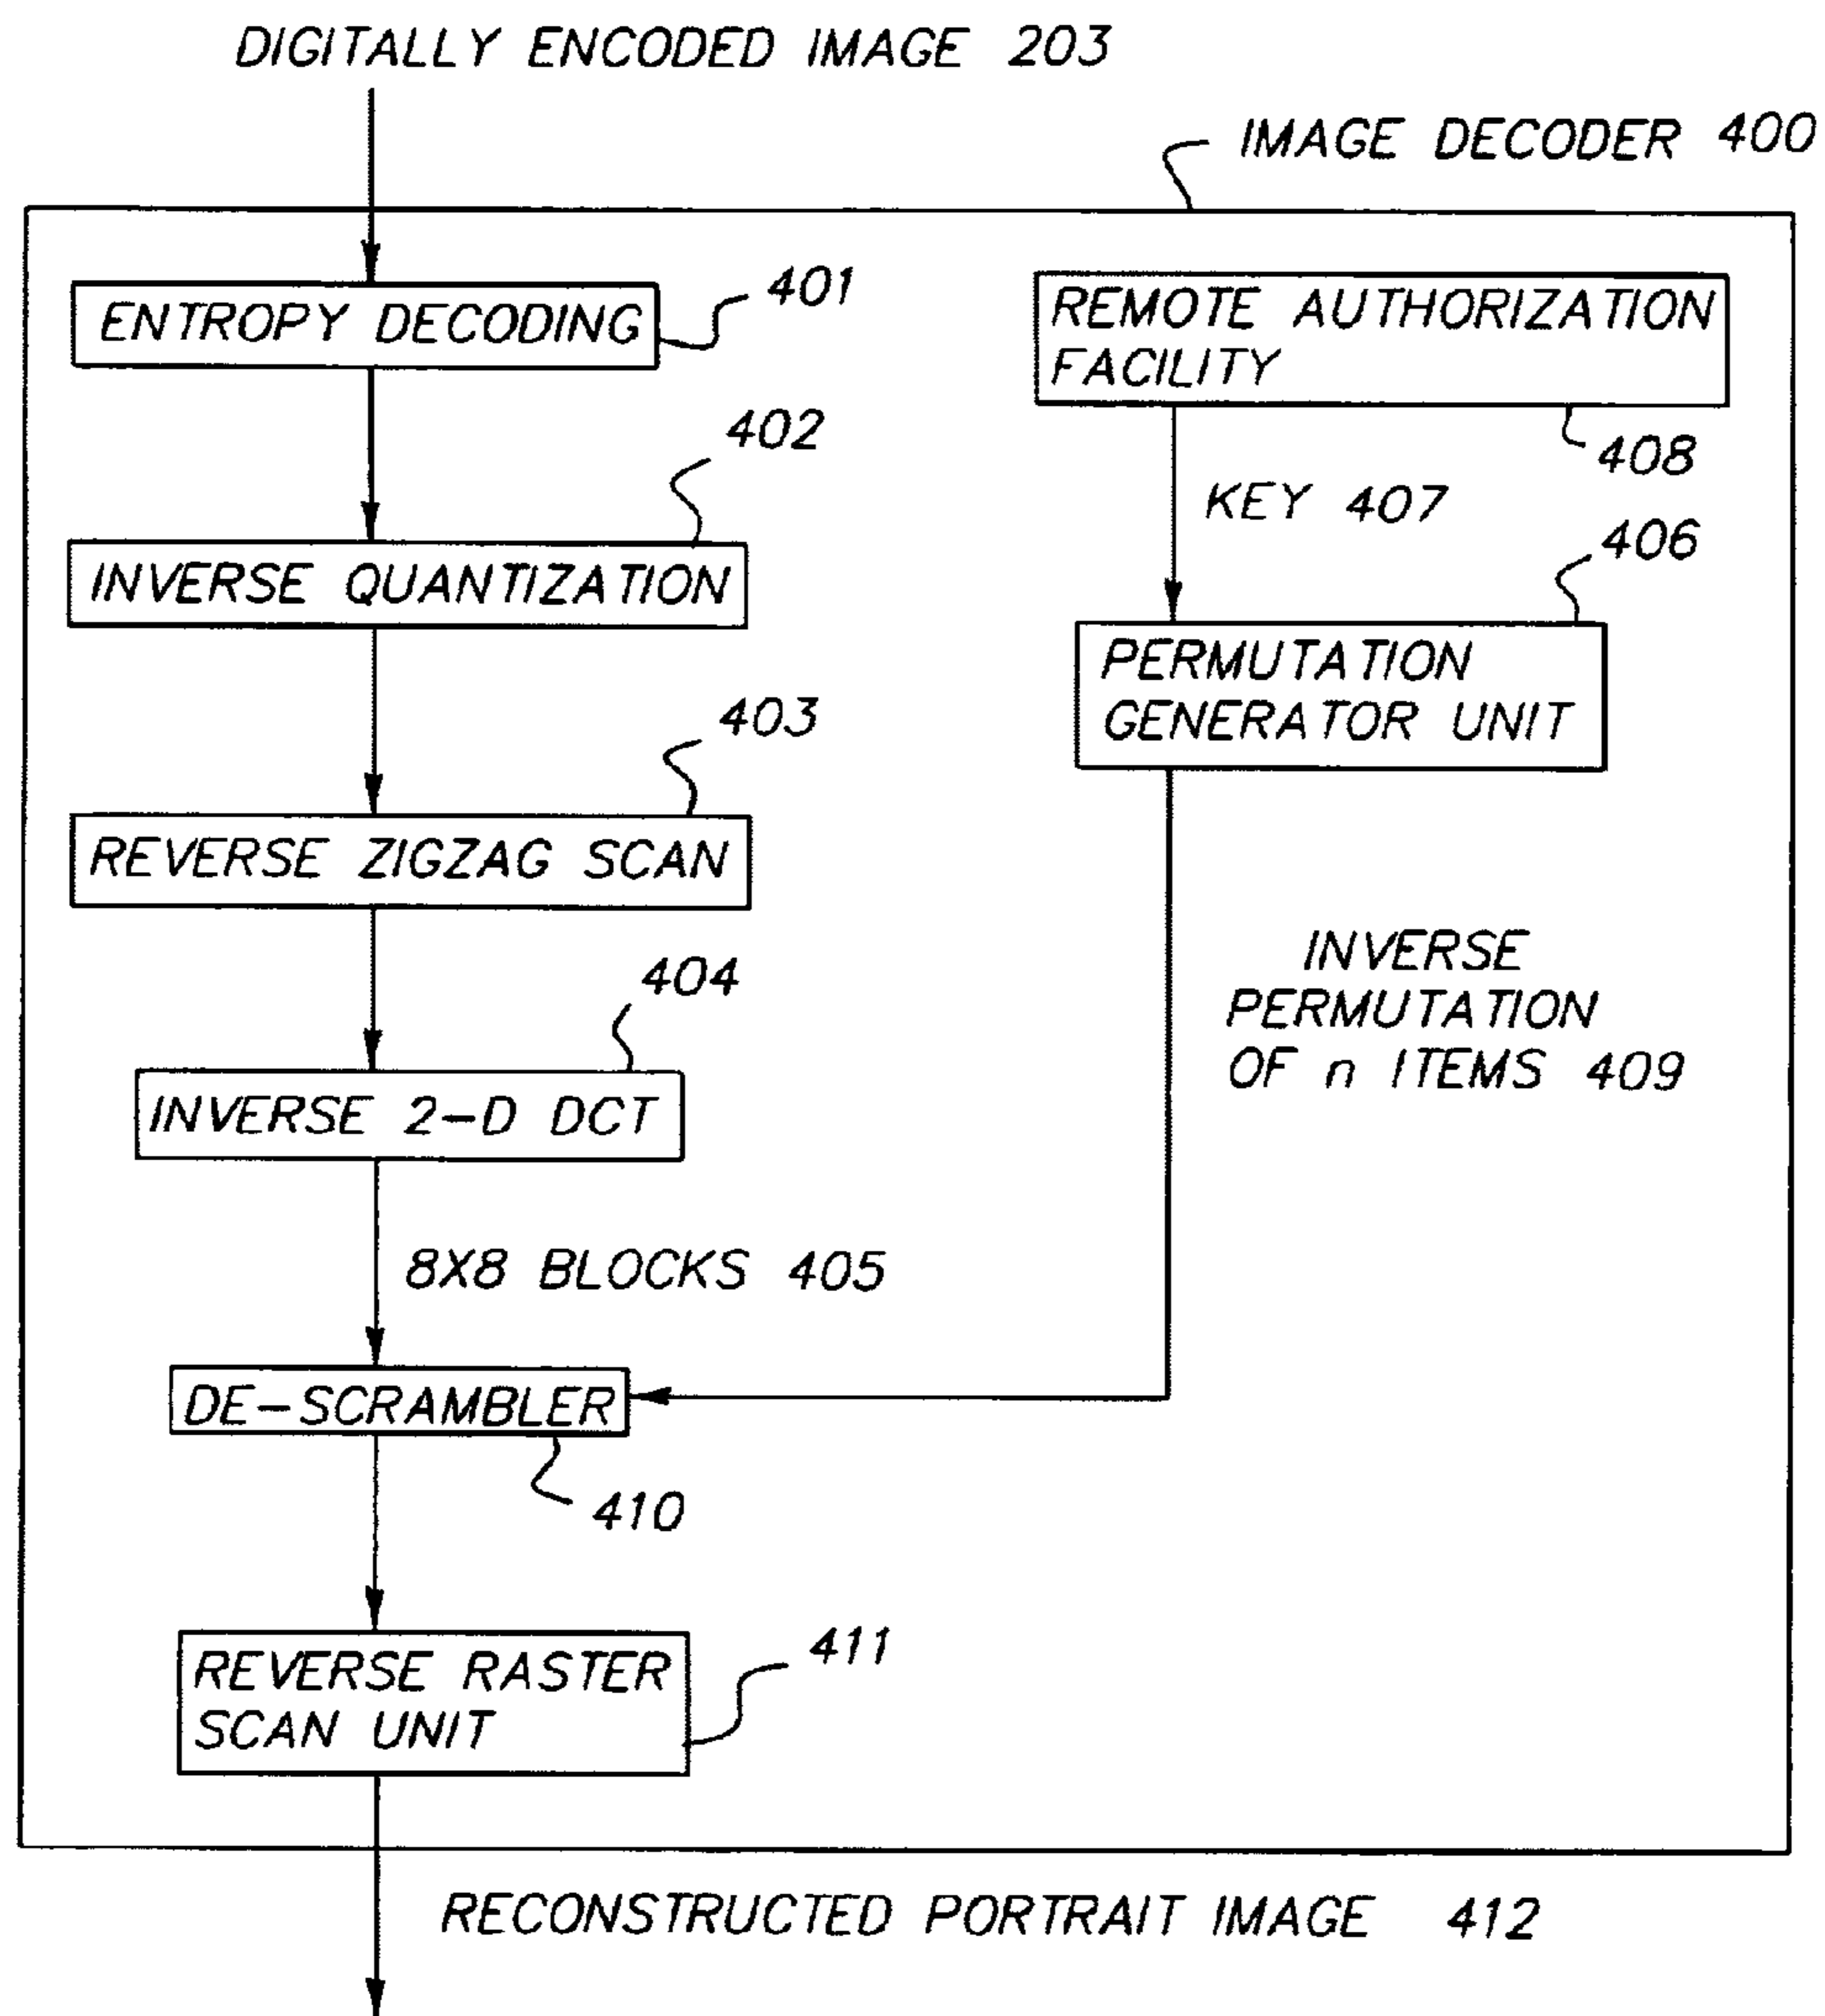 DIGITALLY ENCODED IMAGE 203
IMAGE DECODER 400
ENTROPY DECODING
401
REMOTE AUTHORIZATION
FACILITY
408
402
KEY 407
406
INVERSE QUANTIZATION
PERMUTATION
GENERATOR UNIT
403
REVERSE ZIGZAG SCAN
INVERSE
PERMUTATION
OF n ITEMS 409
404
INVERSE 2-D DCT
8X8 BLOCKS 405
DE-SCRAMBLER
410
REVERSE RASTER
SCAN UNIT
411
RECONSTRUCTED PORTRAIT IMAGE 412